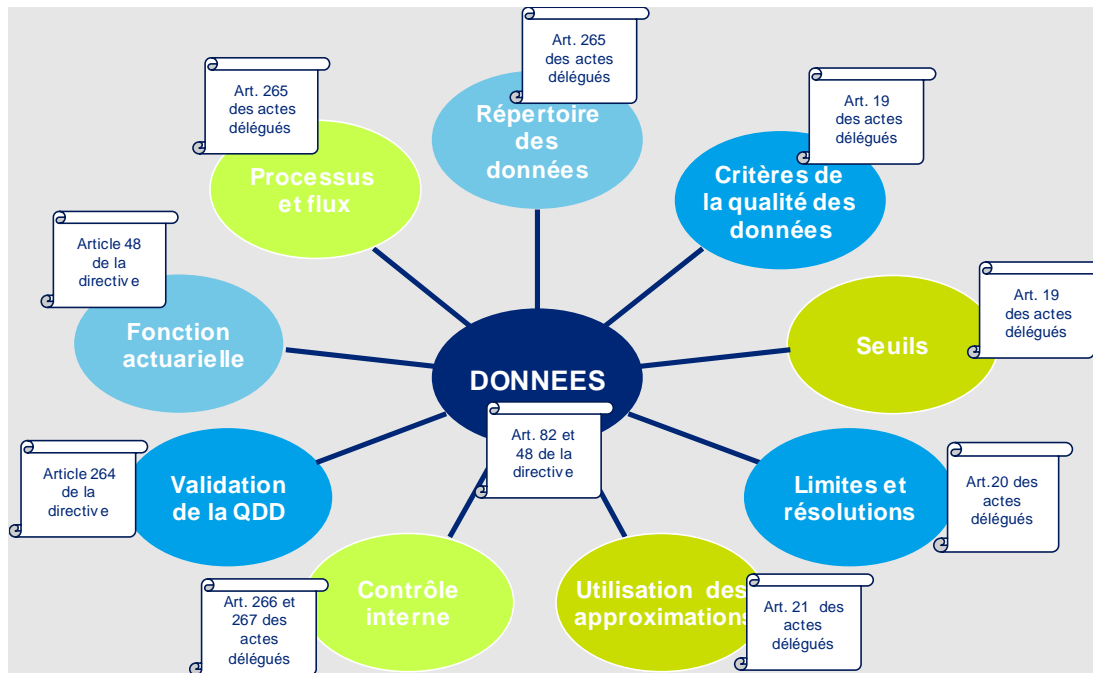 Art. 265
des actes
délégués
Répertoire
des
données
Art. 265
des actes
délégués
Processus
et flux
Art. 19
des actes
délégués
Critères de
la qualité des
données
Article 48
de la
directive
Fonction
actuarielle
Art. 19
des actes
délégués
Seuils
DONNEES
Art. 82 et
48 de la
directive
Article 264
de la
directive
Validation
de la QDD
Limites et
résolutions
Art.20 des
actes
délégués
Art. 266 et
267 des
actes
délégués
Contrôle
interne
Utilisation des
approximations
Art. 21 des
actes
délégués